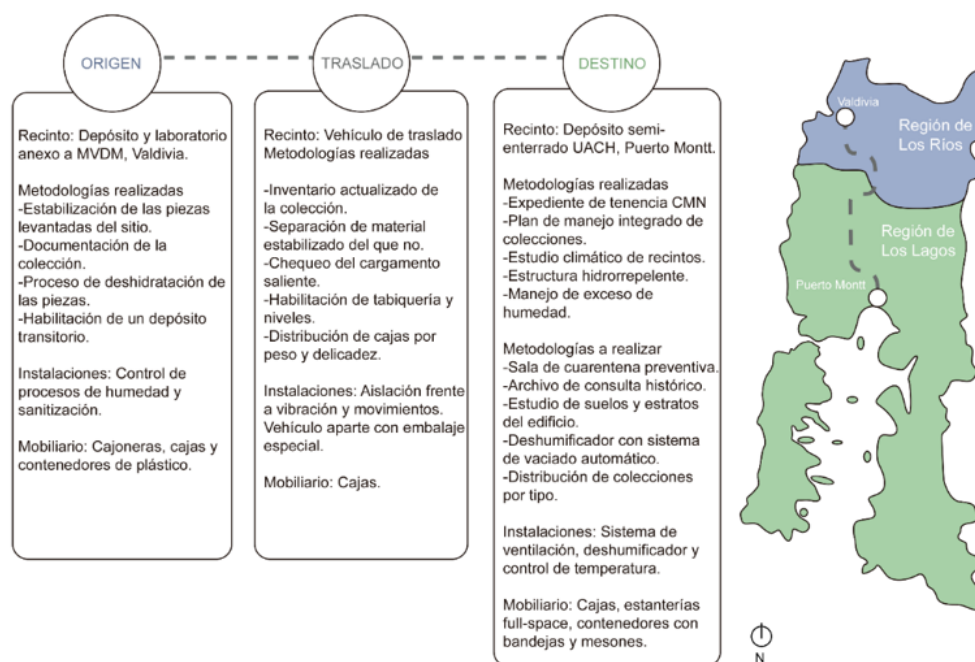 ORIGEN
Recinto: Depósito y laboratorio
anexo a MVDM, Valdivia.
Metodologías realizadas
-Estabilización de las piezas
levantadas del sitio.
-Documentación de la
colección.
-Proceso de deshidratación de
las piezas.
-Habilitación de un depósito
transitorio.
Instalaciones: Control de
procesos de humedad y
sanitización.
Mobiliario: Cajoneras, cajas y
contenedores de plástico.
TRASLADO
Recinto: Vehículo de traslado
Metodologías realizadas
-Inventario actualizado de
la colección.
-Separación de material
estabilizado del que no.
-Chequeo del cargamento
saliente.
-Habilitación de tabiquería y
niveles.
-Distribución de cajas por
peso y delicadez.
Instalaciones: Aislación frente
a vibración y movimientos.
Vehículo aparte con embalaje
especial.
Mobiliario: Cajas.
DESTINO
Recinto: Depósito semi-
enterrado UACH, Puerto Montt.
Metodologías realizadas
-Expediente de tenencia CMN
-Plan de manejo integrado de
colecciones.
-Estudio climático de recintos.
-Estructura hidrorrepelente.
-Manejo de exceso de
humedad.
Metodologías a realizar
-Sala de cuarentena preventiva.
-Archivo de consulta histórico.
-Estudio de suelos y estratos
del edificio.
-Deshumificador con sistema
de vaciado automático.
-Distribución de colecciones
por tipo.
Instalaciones: Sistema de
ventilación, deshumificador y
control de temperatura.
Mobiliario: Cajas, estanterías
full-space, contenedores con
bandejas y mesones.
Valdivia
Región de
Los Ríos
Región de
Los Lagos
Puerto Montt
N